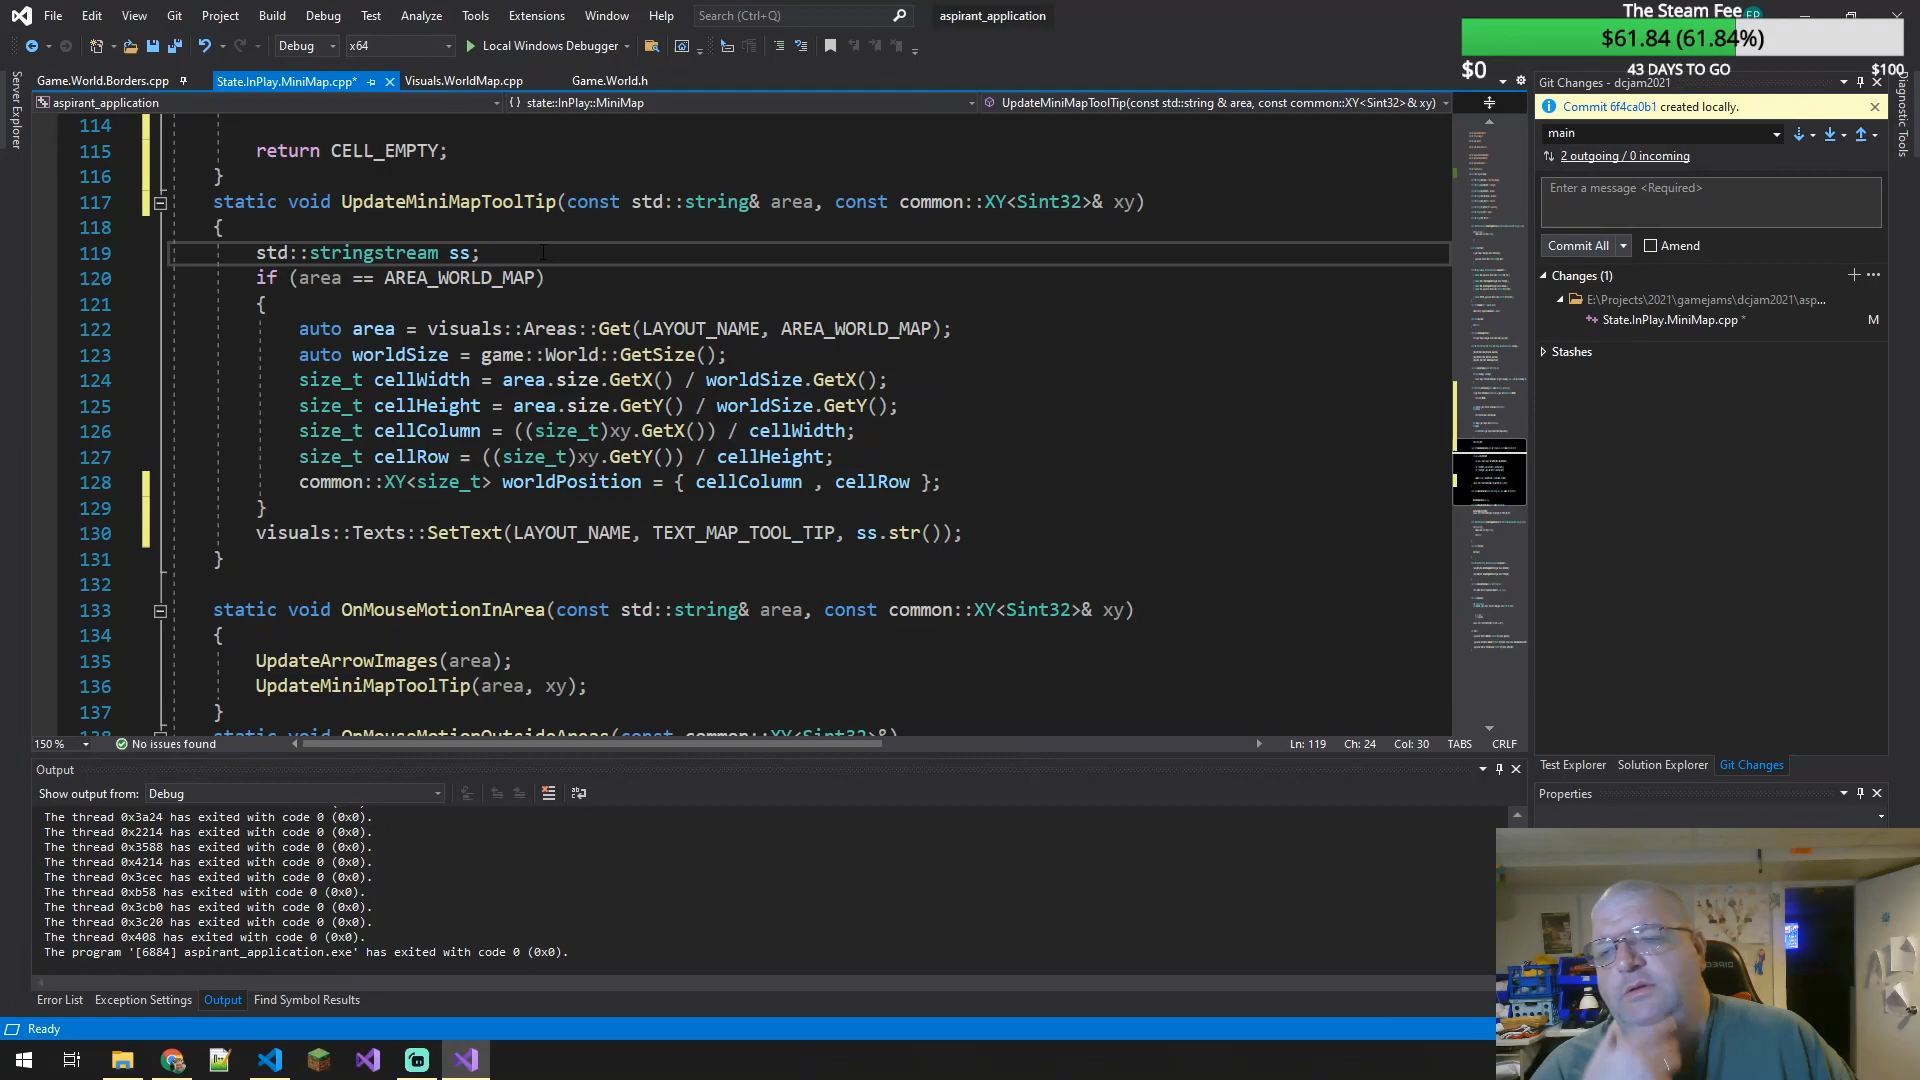 File Edit View Git Project Build Debug Test Analyze Tools Extensions Window Help Search (Ctrl+Q) aspirant_application
The Steam Fee
$61.84 (61.84%)
$0 43 DAYS TO GO $100
Debug x64 Local Windows Debugger
Server Explorer
Diagnostic Tools
Game.World.Borders.cpp State.InPlay.MiniMap.cpp* Visuals.WorldMap.cpp Game.World.h
aspirant_application {} state::InPlay::MiniMap UpdateMiniMapToolTip(const std::string & area, const common::XY<Sint32> & xy)
114
115 return CELL_EMPTY;
116 }
117 static void UpdateMiniMapToolTip(const std::string& area, const common::XY<Sint32>& xy)
118 {
119 std::stringstream ss;
120 if (area == AREA_WORLD_MAP)
121 {
122 auto area = visuals::Areas::Get(LAYOUT_NAME, AREA_WORLD_MAP);
123 auto worldSize = game::World::GetSize();
124 size_t cellWidth = area.size.GetX() / worldSize.GetX();
125 size_t cellHeight = area.size.GetY() / worldSize.GetY();
126 size_t cellColumn = ((size_t)xy.GetX()) / cellWidth;
127 size_t cellRow = ((size_t)xy.GetY()) / cellHeight;
128 common::XY<size_t> worldPosition = { cellColumn , cellRow };
129 }
130 visuals::Texts::SetText(LAYOUT_NAME, TEXT_MAP_TOOL_TIP, ss.str());
131 }
132
133 static void OnMouseMotionInArea(const std::string& area, const common::XY<Sint32>& xy)
134 {
135 UpdateArrowImages(area);
136 UpdateMiniMapToolTip(area, xy);
137 }
138 static void OnMouseMotionOutsideAreas(const common::XY<Sint32>&)
150 % No issues found Ln: 119 Ch: 24 Col: 30 TABS CRLF
Git Changes - dcjam2021
Commit 6f4ca0b1 created locally.
main
2 outgoing / 0 incoming
Enter a message <Required>
Commit All Amend
Changes (1)
E:\Projects\2021\gamejams\dcjam2021\asp...
State.InPlay.MiniMap.cpp * M
Stashes
Test Explorer Solution Explorer Git Changes
Properties
Output
Show output from: Debug
The thread 0x3a24 has exited with code 0 (0x0).
The thread 0x2214 has exited with code 0 (0x0).
The thread 0x3588 has exited with code 0 (0x0).
The thread 0x4214 has exited with code 0 (0x0).
The thread 0x3cec has exited with code 0 (0x0).
The thread 0xb58 has exited with code 0 (0x0).
The thread 0x3cb0 has exited with code 0 (0x0).
The thread 0x3c20 has exited with code 0 (0x0).
The thread 0x408 has exited with code 0 (0x0).
The program '[6884] aspirant_application.exe' has exited with code 0 (0x0).
Error List Exception Settings Output Find Symbol Results
Ready